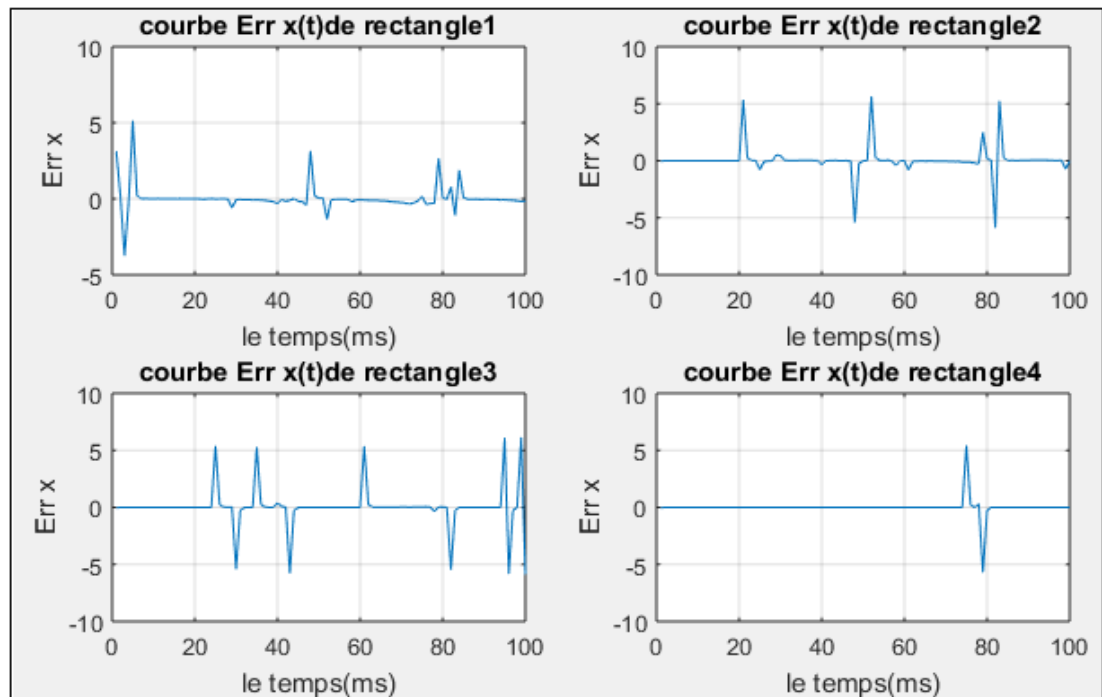 courbe Err x(t)de rectangle1
10
5
0
-5
Err x
0 20 40 60 80 100
le temps(ms)
courbe Err x(t)de rectangle2
10
5
0
-5
-10
Err x
0 20 40 60 80 100
le temps(ms)
courbe Err x(t)de rectangle3
10
5
0
-5
-10
Err x
0 20 40 60 80 100
le temps(ms)
courbe Err x(t)de rectangle4
10
5
0
-5
-10
Err x
0 20 40 60 80 100
le temps(ms)